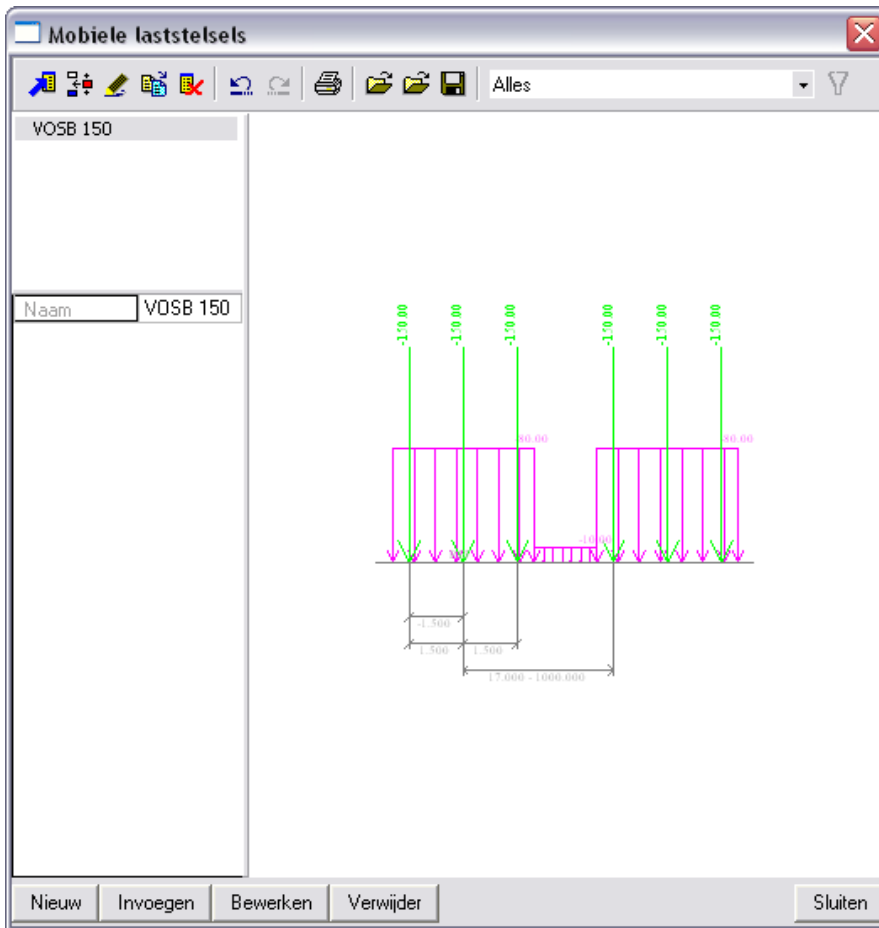 Mobiele laststelsels
Alles
VOSB 150
Naam VOSB 150
-150.00 -150.00 -150.00 -150.00 -150.00 -150.00
-80.00 -80.00
-10.00
-1.500
1.500 1.500
17.000 - 1000.000
Nieuw Invoegen Bewerken Verwijder Sluiten